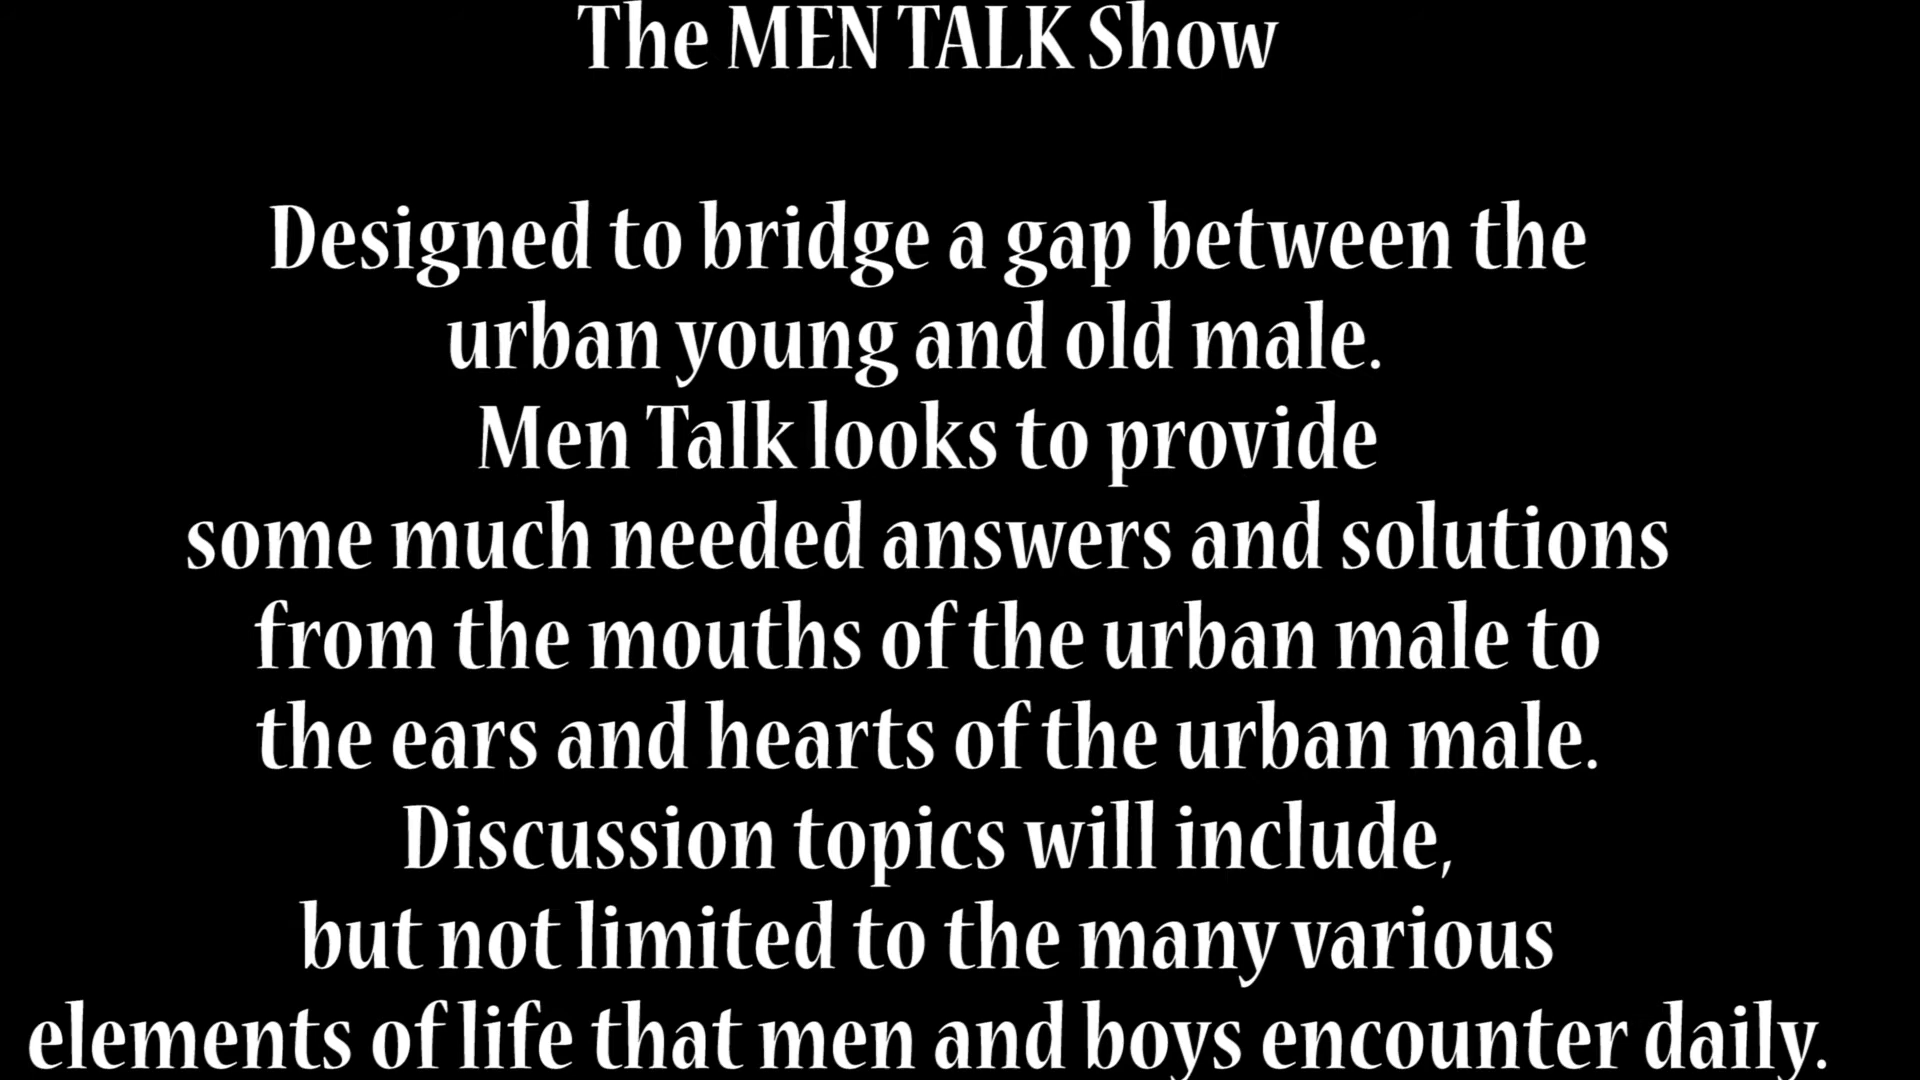 The MEN TALK Show
Designed to bridge a gap between the
urban young and old male.
Men Talk looks to provide
some much needed answers and solutions
from the mouths of the urban male to
the ears and hearts of the urban male.
Discussion topics will include,
but not limited to the many various
elements of life that men and boys encounter daily.